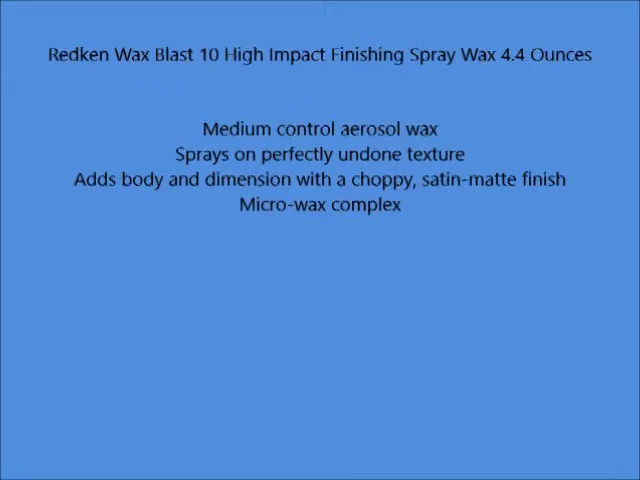 Redken Wax Blast 10 High Impact Finishing Spray Wax 4.4 Ounces
Medium control aerosol wax
Sprays on perfectly undone texture
Adds body and dimension with a choppy, satin-matte finish
Micro-wax complex